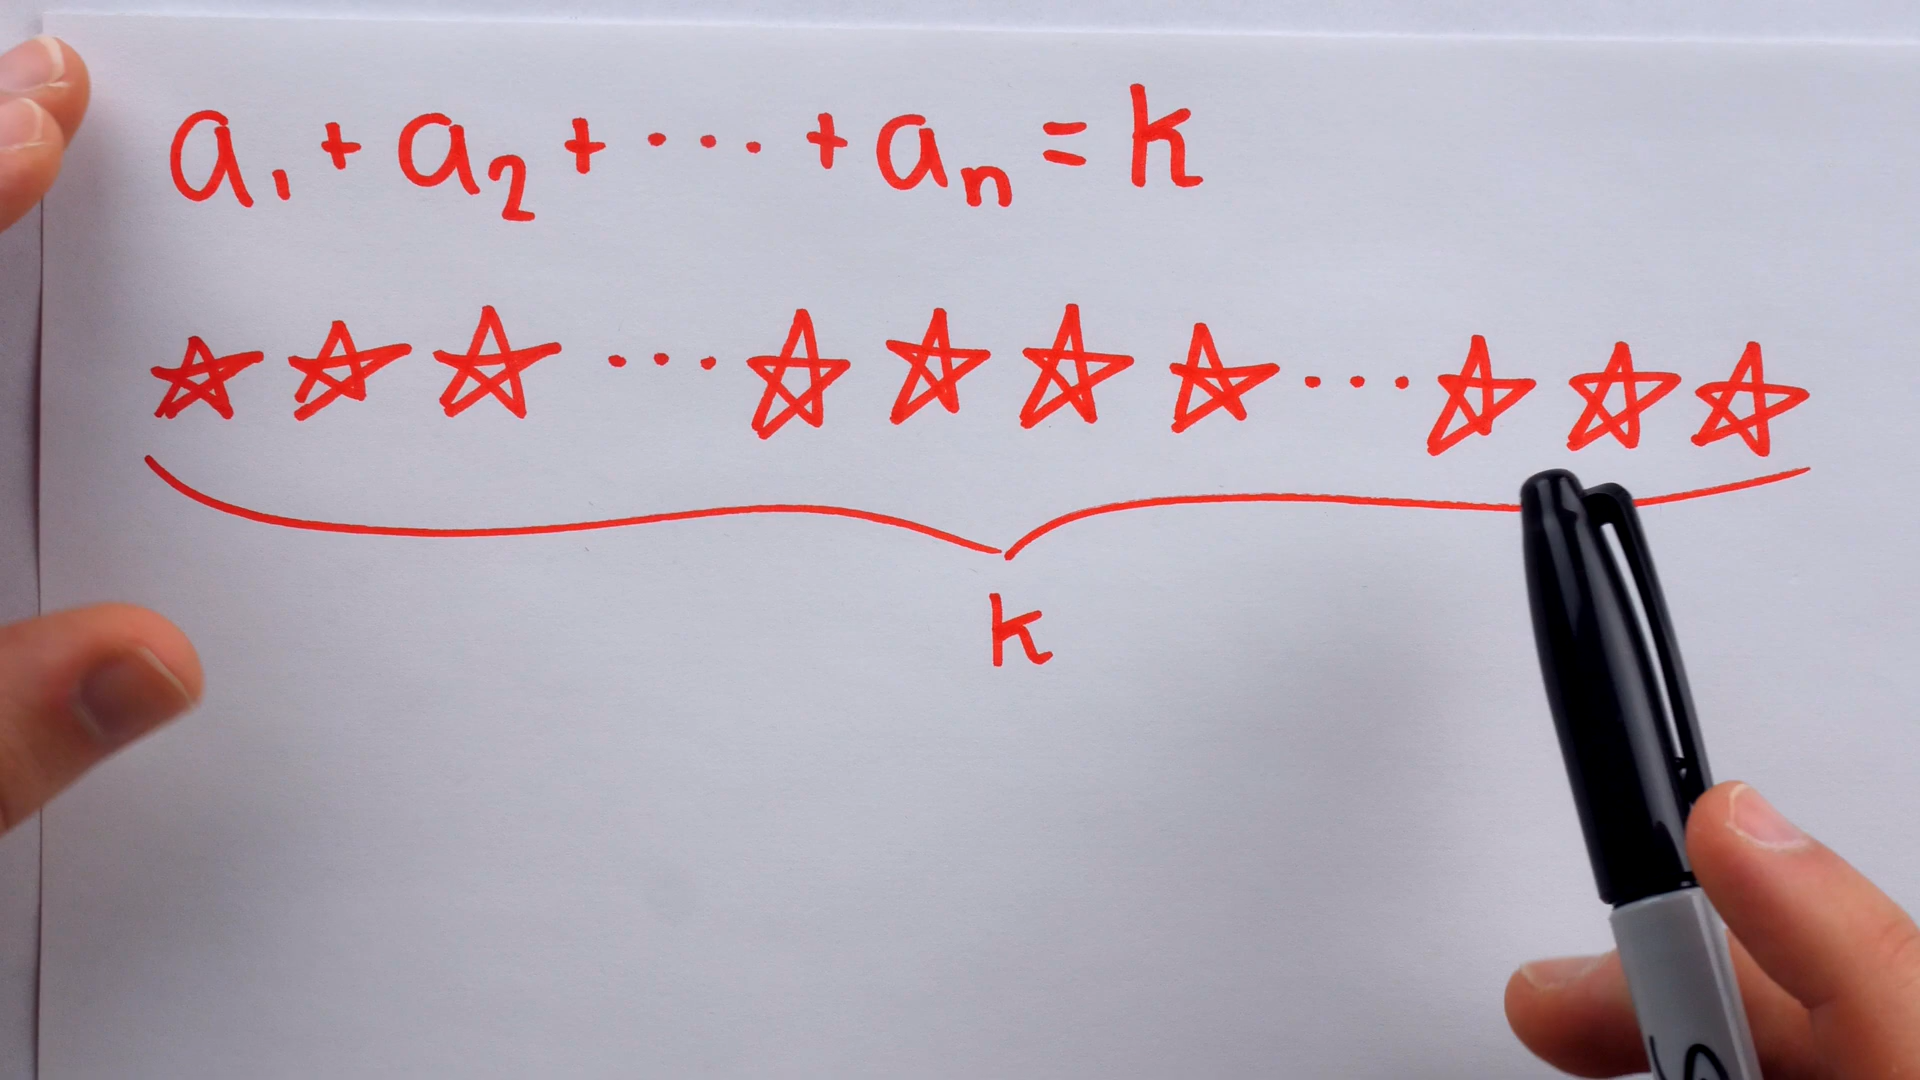 a₁ + a₂ + ··· + aₙ = k
☆ ☆ ☆ ··· ☆ ☆ ☆ ☆ ··· ☆ ☆ ☆
k